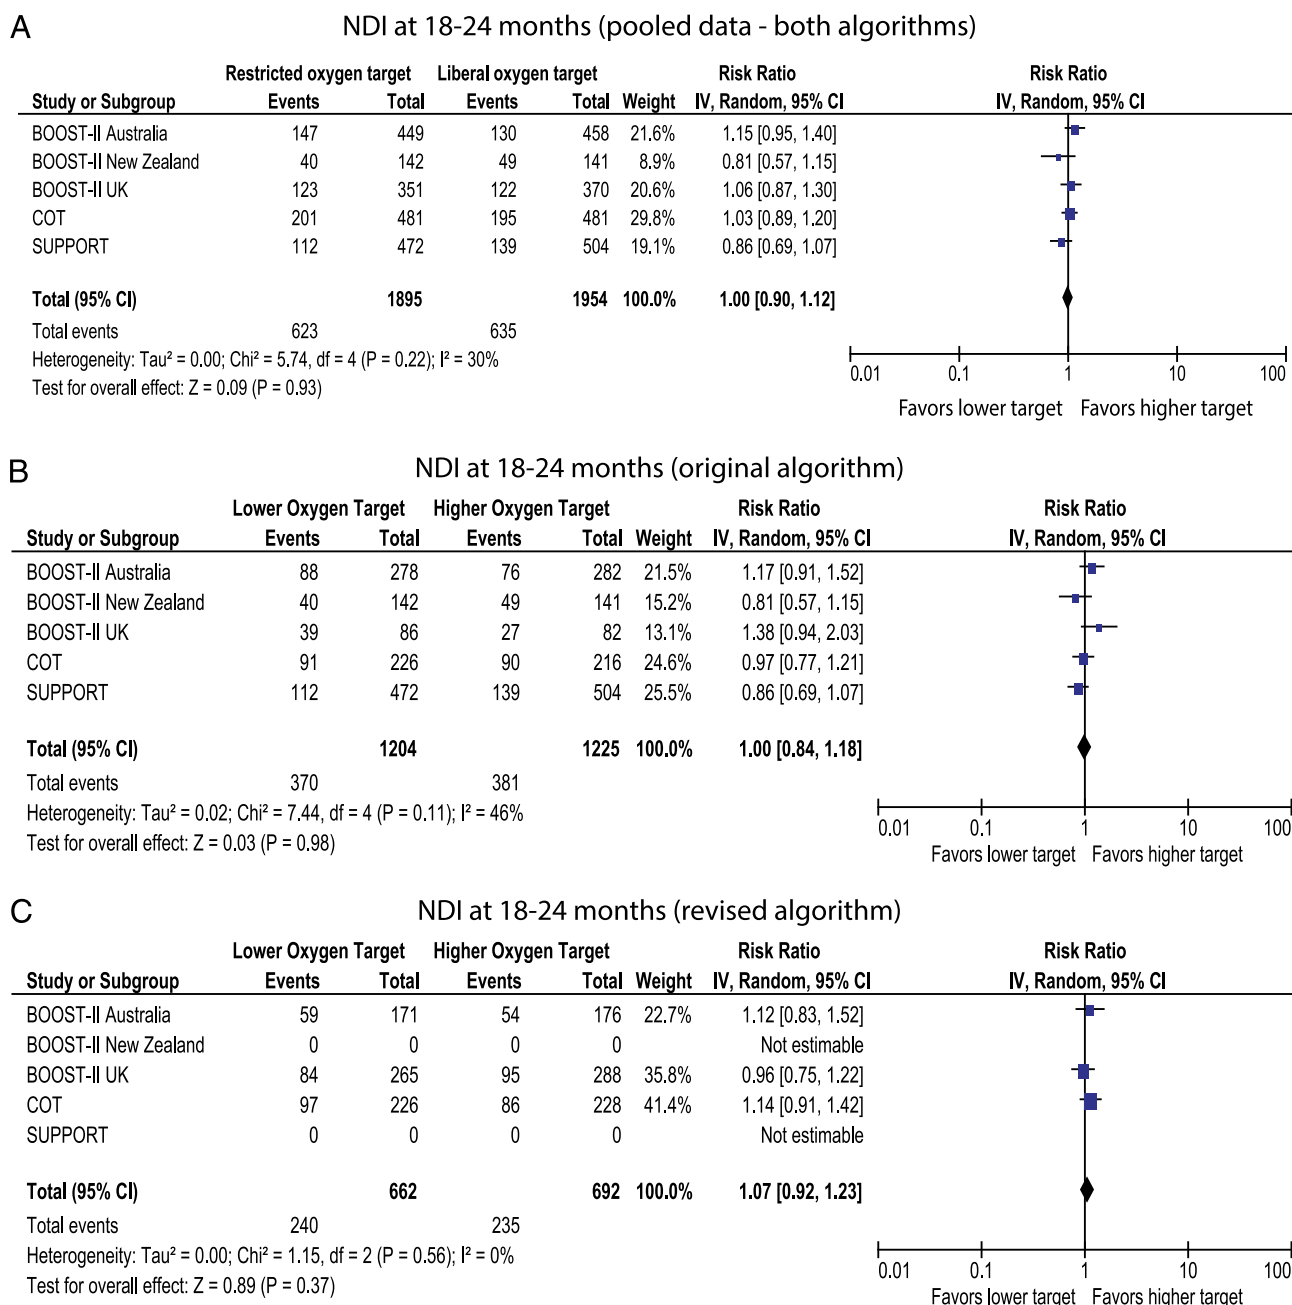 A
NDI at 18-24 months (pooled data - both algorithms)
Restricted oxygen target Liberal oxygen target Risk Ratio Risk Ratio
Study or Subgroup Events Total Events Total Weight IV, Random, 95% CI IV, Random, 95% CI
BOOST-II Australia 147 449 130 458 21.6% 1.15 [0.95, 1.40]
BOOST-II New Zealand 40 142 49 141 8.9% 0.81 [0.57, 1.15]
BOOST-II UK 123 351 122 370 20.6% 1.06 [0.87, 1.30]
COT 201 481 195 481 29.8% 1.03 [0.89, 1.20]
SUPPORT 112 472 139 504 19.1% 0.86 [0.69, 1.07]
Total (95% CI) 1895 1954 100.0% 1.00 [0.90, 1.12]
Total events 623 635
Heterogeneity: Tau² = 0.00; Chi² = 5.74, df = 4 (P = 0.22); I² = 30%
Test for overall effect: Z = 0.09 (P = 0.93)
0.01 0.1 1 10 100
Favors lower target Favors higher target
B
NDI at 18-24 months (original algorithm)
Lower Oxygen Target Higher Oxygen Target Risk Ratio Risk Ratio
Study or Subgroup Events Total Events Total Weight IV, Random, 95% CI IV, Random, 95% CI
BOOST-II Australia 88 278 76 282 21.5% 1.17 [0.91, 1.52]
BOOST-II New Zealand 40 142 49 141 15.2% 0.81 [0.57, 1.15]
BOOST-II UK 39 86 27 82 13.1% 1.38 [0.94, 2.03]
COT 91 226 90 216 24.6% 0.97 [0.77, 1.21]
SUPPORT 112 472 139 504 25.5% 0.86 [0.69, 1.07]
Total (95% CI) 1204 1225 100.0% 1.00 [0.84, 1.18]
Total events 370 381
Heterogeneity: Tau² = 0.02; Chi² = 7.44, df = 4 (P = 0.11); I² = 46%
Test for overall effect: Z = 0.03 (P = 0.98)
0.01 0.1 1 10 100
Favors lower target Favors higher target
C
NDI at 18-24 months (revised algorithm)
Lower Oxygen Target Higher Oxygen Target Risk Ratio Risk Ratio
Study or Subgroup Events Total Events Total Weight IV, Random, 95% CI IV, Random, 95% CI
BOOST-II Australia 59 171 54 176 22.7% 1.12 [0.83, 1.52]
BOOST-II New Zealand 0 0 0 0 Not estimable
BOOST-II UK 84 265 95 288 35.8% 0.96 [0.75, 1.22]
COT 97 226 86 228 41.4% 1.14 [0.91, 1.42]
SUPPORT 0 0 0 0 Not estimable
Total (95% CI) 662 692 100.0% 1.07 [0.92, 1.23]
Total events 240 235
Heterogeneity: Tau² = 0.00; Chi² = 1.15, df = 2 (P = 0.56); I² = 0%
Test for overall effect: Z = 0.89 (P = 0.37)
0.01 0.1 1 10 100
Favors lower target Favors higher target